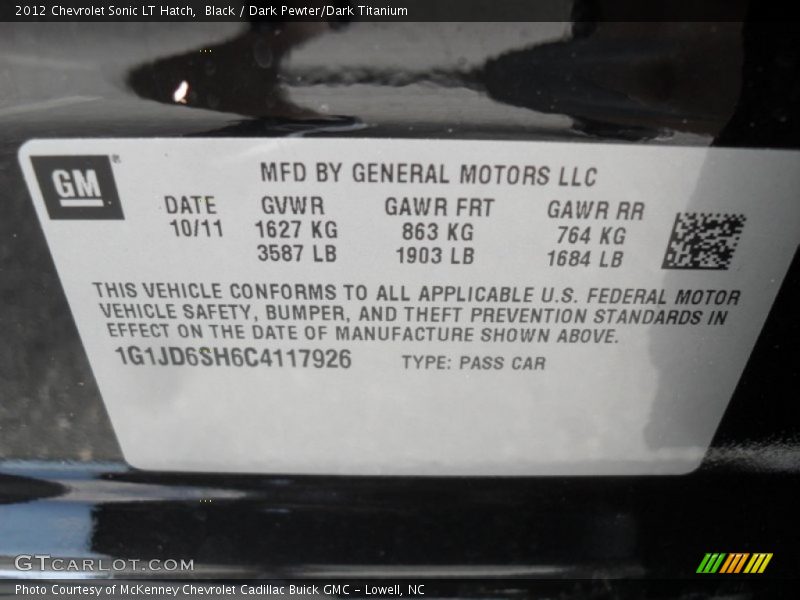 2012 Chevrolet Sonic LT Hatch,  Black / Dark Pewter/Dark Titanium
GM
MFD BY GENERAL MOTORS LLC
DATE GVWR GAWR FRT GAWR RR
10/11 1627 KG 863 KG 764 KG
3587 LB 1903 LB 1684 LB
THIS VEHICLE CONFORMS TO ALL APPLICABLE U.S. FEDERAL MOTOR
VEHICLE SAFETY, BUMPER, AND THEFT PREVENTION STANDARDS IN
EFFECT ON THE DATE OF MANUFACTURE SHOWN ABOVE.
1G1JD6SH6C4117926 TYPE: PASS CAR
GTCARLOT.COM
Photo Courtesy of McKenney Chevrolet Cadillac Buick GMC - Lowell, NC